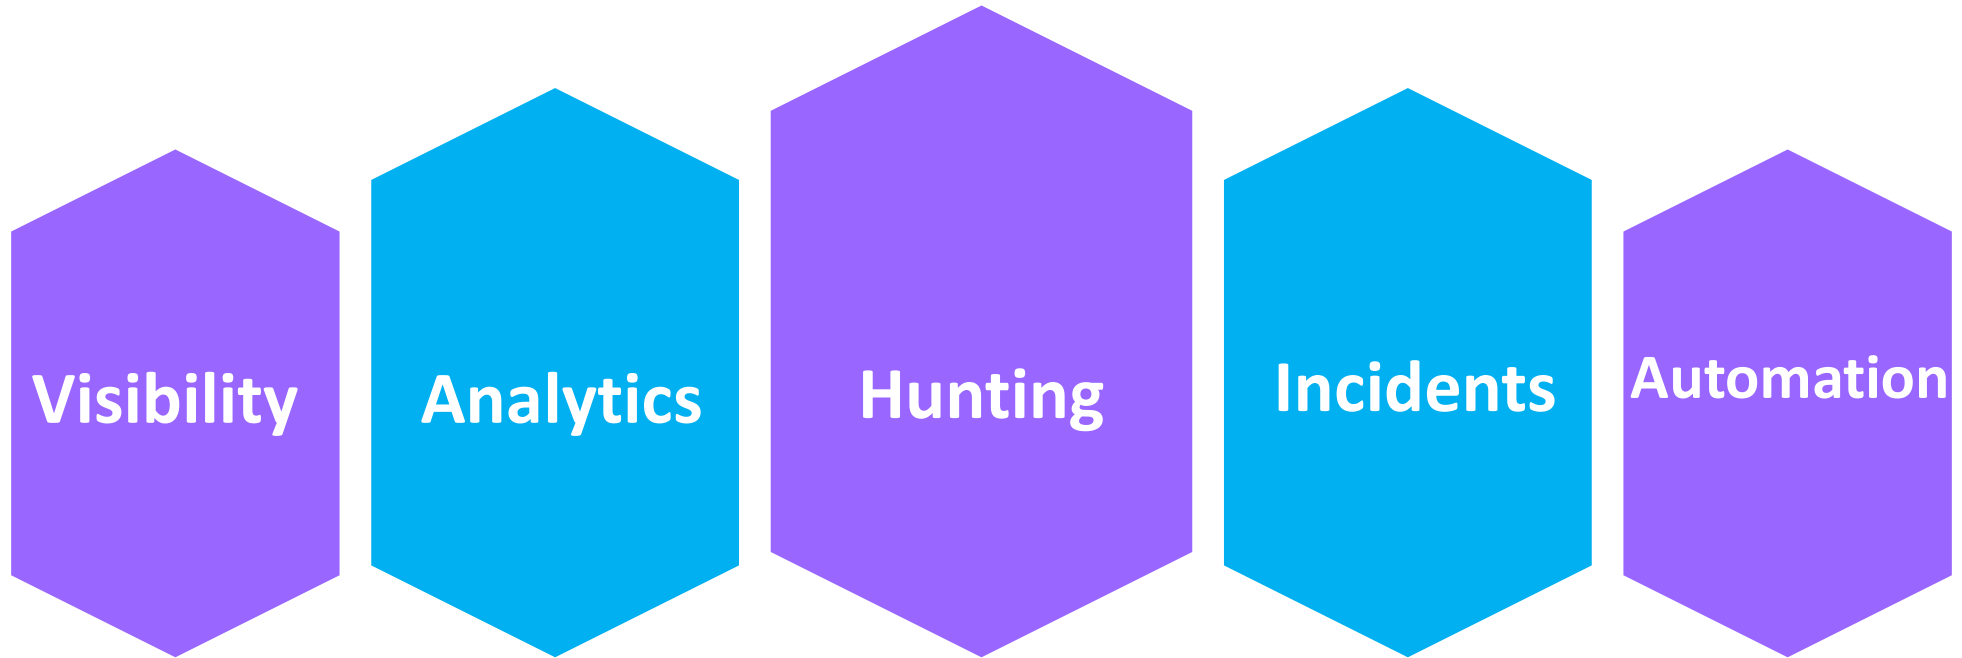 Visibility
Analytics
Hunting
Incidents
Automation